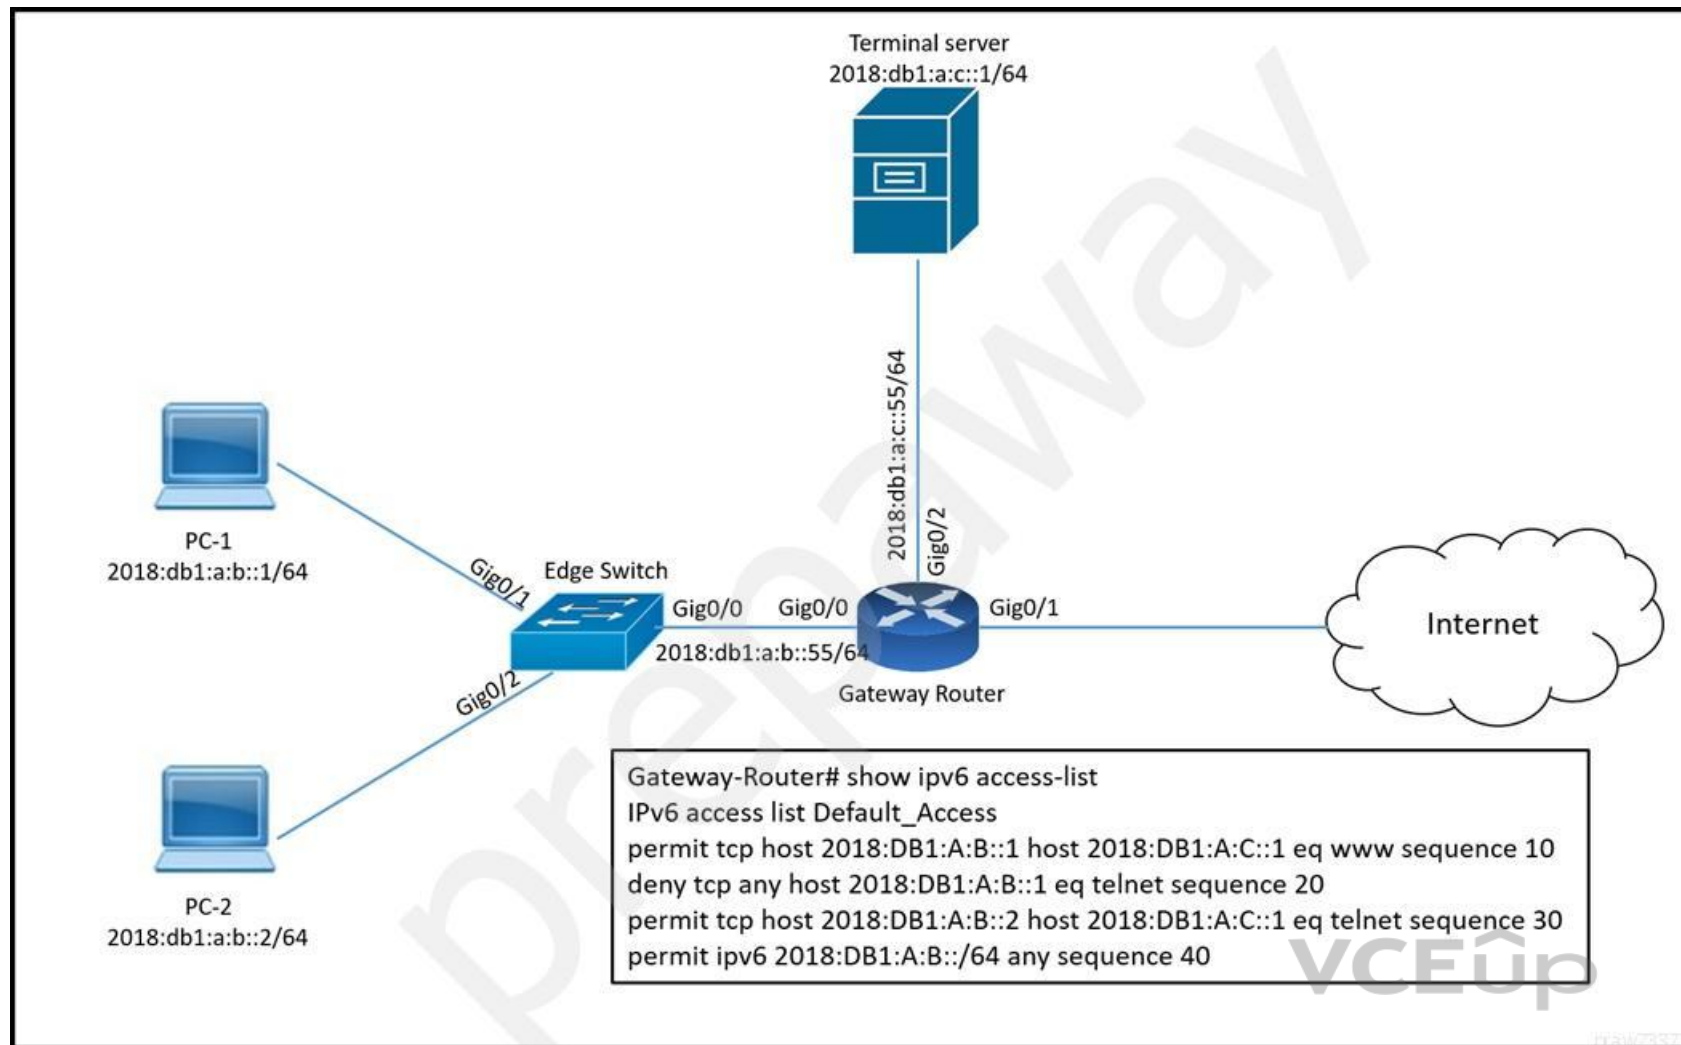 Terminal server
2018:db1:a:c::1/64
2018:db1:a:c::55/64
Gig0/2
PC-1
2018:db1:a:b::1/64
Gig0/1
Edge Switch
Gig0/0
Gig0/0
Gig0/1
Internet
2018:db1:a:b::55/64
Gig0/2
Gateway Router
PC-2
2018:db1:a:b::2/64
Gateway-Router# show ipv6 access-list
IPv6 access list Default_Access
permit tcp host 2018:DB1:A:B::1 host 2018:DB1:A:C::1 eq www sequence 10
deny tcp any host 2018:DB1:A:B::1 eq telnet sequence 20
permit tcp host 2018:DB1:A:B::2 host 2018:DB1:A:C::1 eq telnet sequence 30
permit ipv6 2018:DB1:A:B::/64 any sequence 40
VCEûp
prepaway